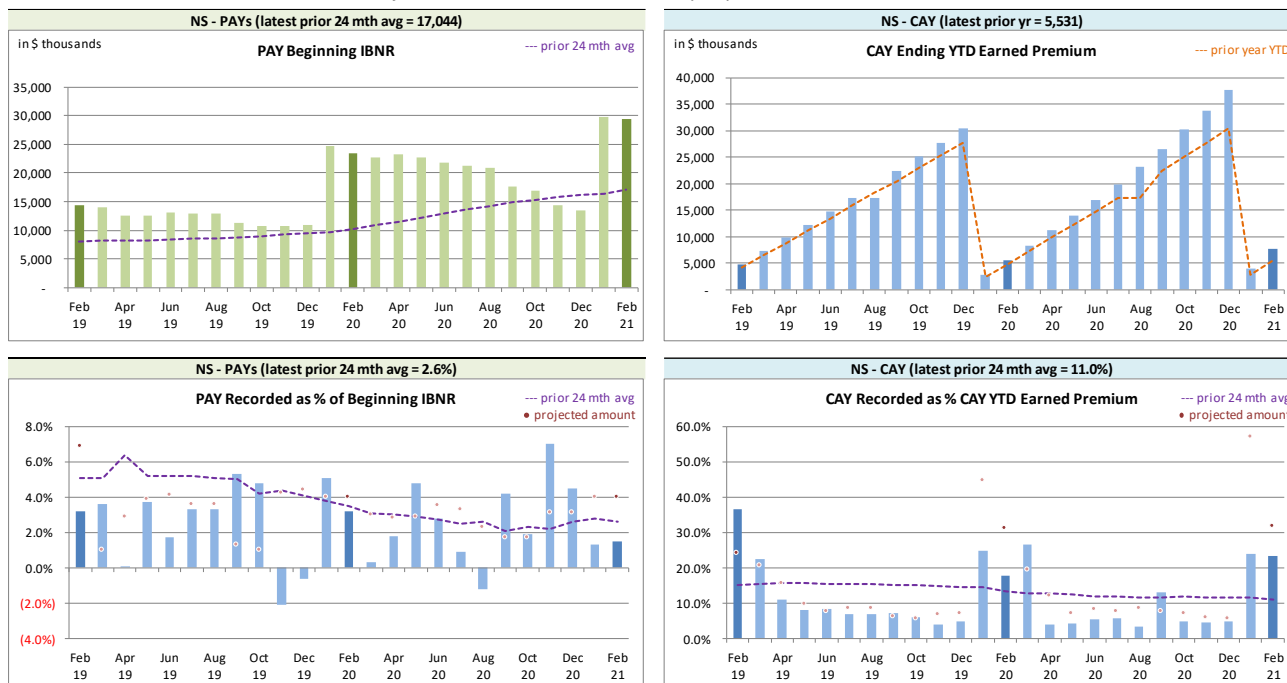 NS - PAYs (latest prior 24 mth avg = 17,044)
in $ thousands
PAY Beginning IBNR
--- prior 24 mth avg
35,000
30,000
25,000
20,000
15,000
10,000
5,000
-
Feb Apr Jun Aug Oct Dec Feb Apr Jun Aug Oct Dec Feb
19 19 19 19 19 19 20 20 20 20 20 20 21
NS - CAY (latest prior yr = 5,531)
in $ thousands
CAY Ending YTD Earned Premium
--- prior year YTD
40,000
35,000
30,000
25,000
20,000
15,000
10,000
5,000
-
Feb Apr Jun Aug Oct Dec Feb Apr Jun Aug Oct Dec Feb
19 19 19 19 19 19 20 20 20 20 20 20 21
NS - PAYs (latest prior 24 mth avg = 2.6%)
PAY Recorded as % of Beginning IBNR
--- prior 24 mth avg
• projected amount
8.0%
6.0%
4.0%
2.0%
0.0%
(2.0%)
(4.0%)
Feb Apr Jun Aug Oct Dec Feb Apr Jun Aug Oct Dec Feb
19 19 19 19 19 19 20 20 20 20 20 20 21
NS - CAY (latest prior 24 mth avg = 11.0%)
CAY Recorded as % CAY YTD Earned Premium
--- prior 24 mth avg
• projected amount
60.0%
50.0%
40.0%
30.0%
20.0%
10.0%
0.0%
Feb Apr Jun Aug Oct Dec Feb Apr Jun Aug Oct Dec Feb
19 19 19 19 19 19 20 20 20 20 20 20 21